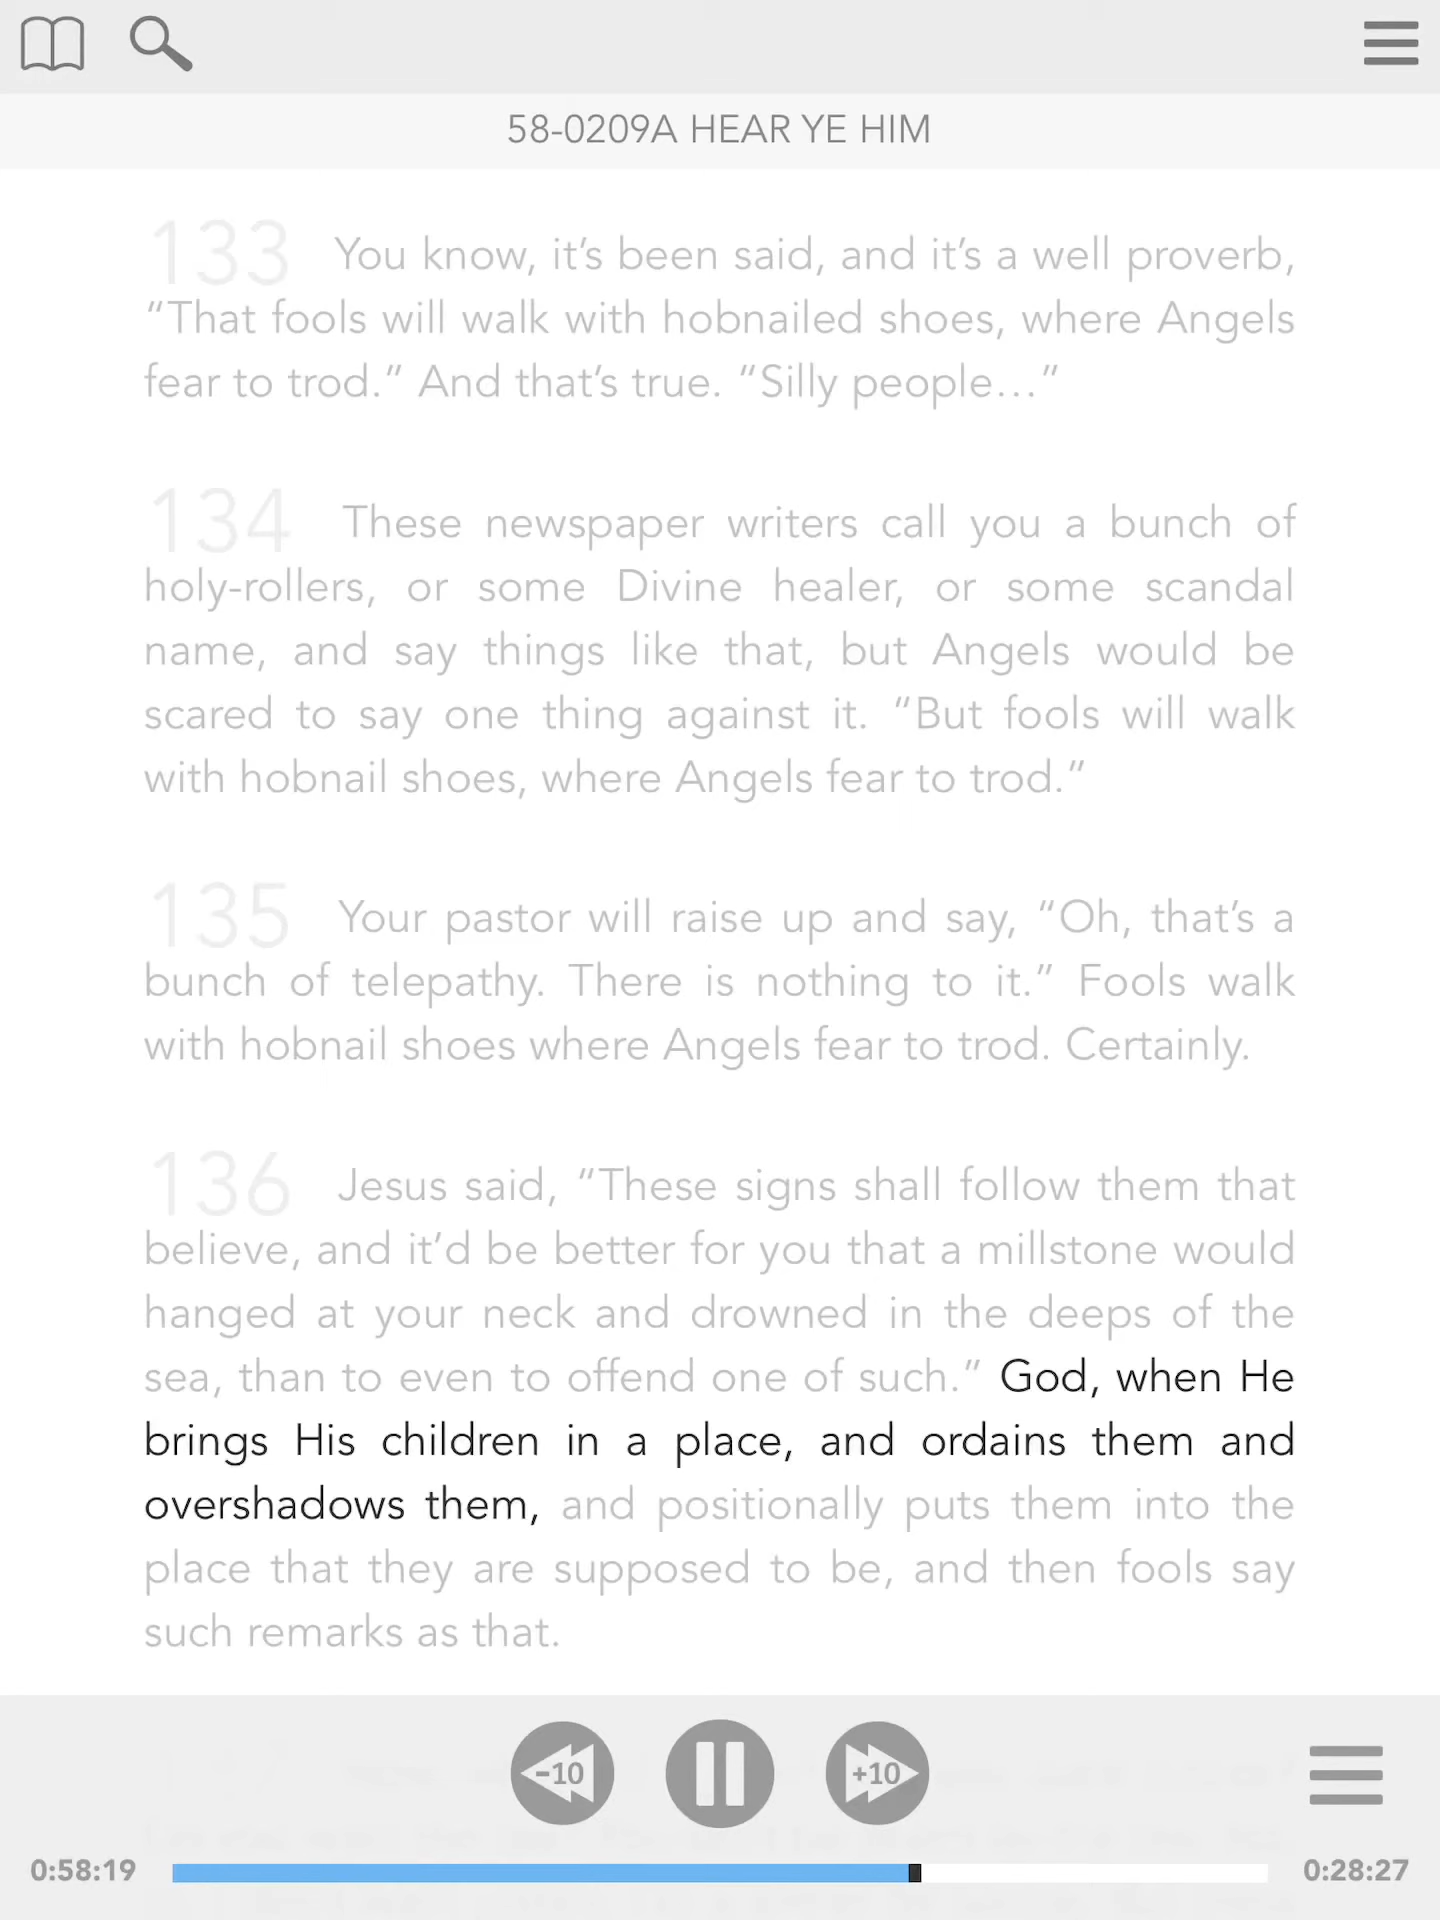 58-0209A HEAR YE HIM
133 You know, it’s been said, and it’s a well proverb,
“That fools will walk with hobnailed shoes, where Angels
fear to trod.” And that’s true. “Silly people…”
134 These newspaper writers call you a bunch of
holy-rollers, or some Divine healer, or some scandal
name, and say things like that, but Angels would be
scared to say one thing against it. “But fools will walk
with hobnail shoes, where Angels fear to trod.”
135 Your pastor will raise up and say, “Oh, that’s a
bunch of telepathy. There is nothing to it.” Fools walk
with hobnail shoes where Angels fear to trod. Certainly.
136 Jesus said, “These signs shall follow them that
believe, and it’d be better for you that a millstone would
hanged at your neck and drowned in the deeps of the
sea, than to even to offend one of such.” God, when He
brings His children in a place, and ordains them and
overshadows them, and positionally puts them into the
place that they are supposed to be, and then fools say
such remarks as that.
-10 +10
0:58:19 0:28:27